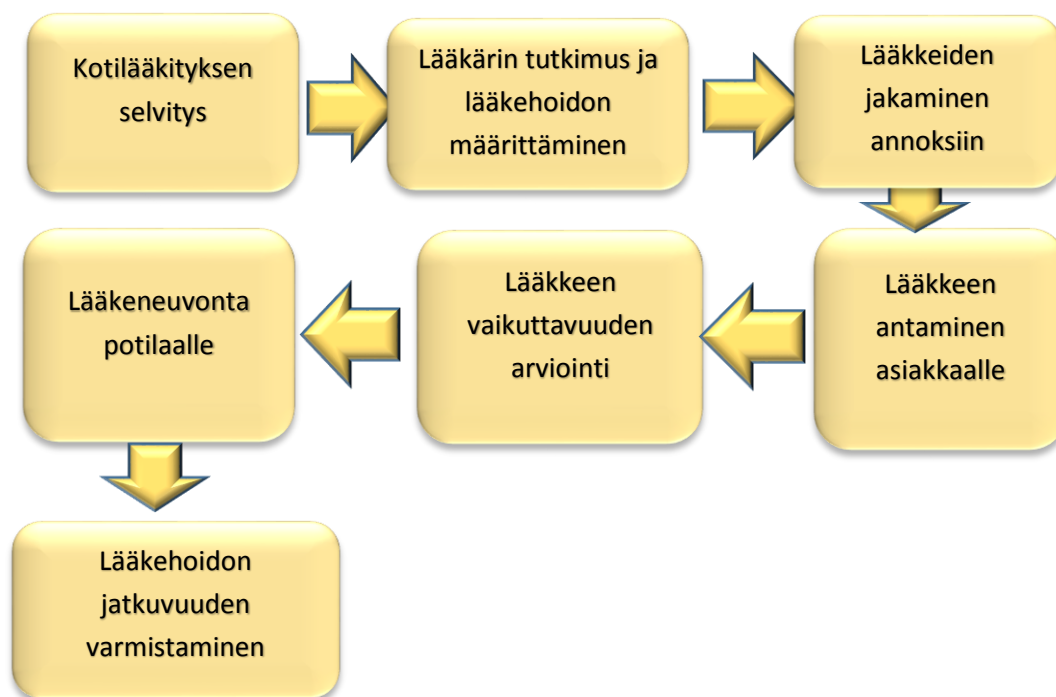 Kotilääkityksen
selvitys
Lääkärin tutkimus ja
lääkehoidon
määrittäminen
Lääkkeiden
jakaminen
annoksiin
Lääkkeen
antaminen
asiakkaalle
Lääkkeen
vaikuttavuuden
arviointi
Lääkeneuvonta
potilaalle
Lääkehoidon
jatkuvuuden
varmistaminen